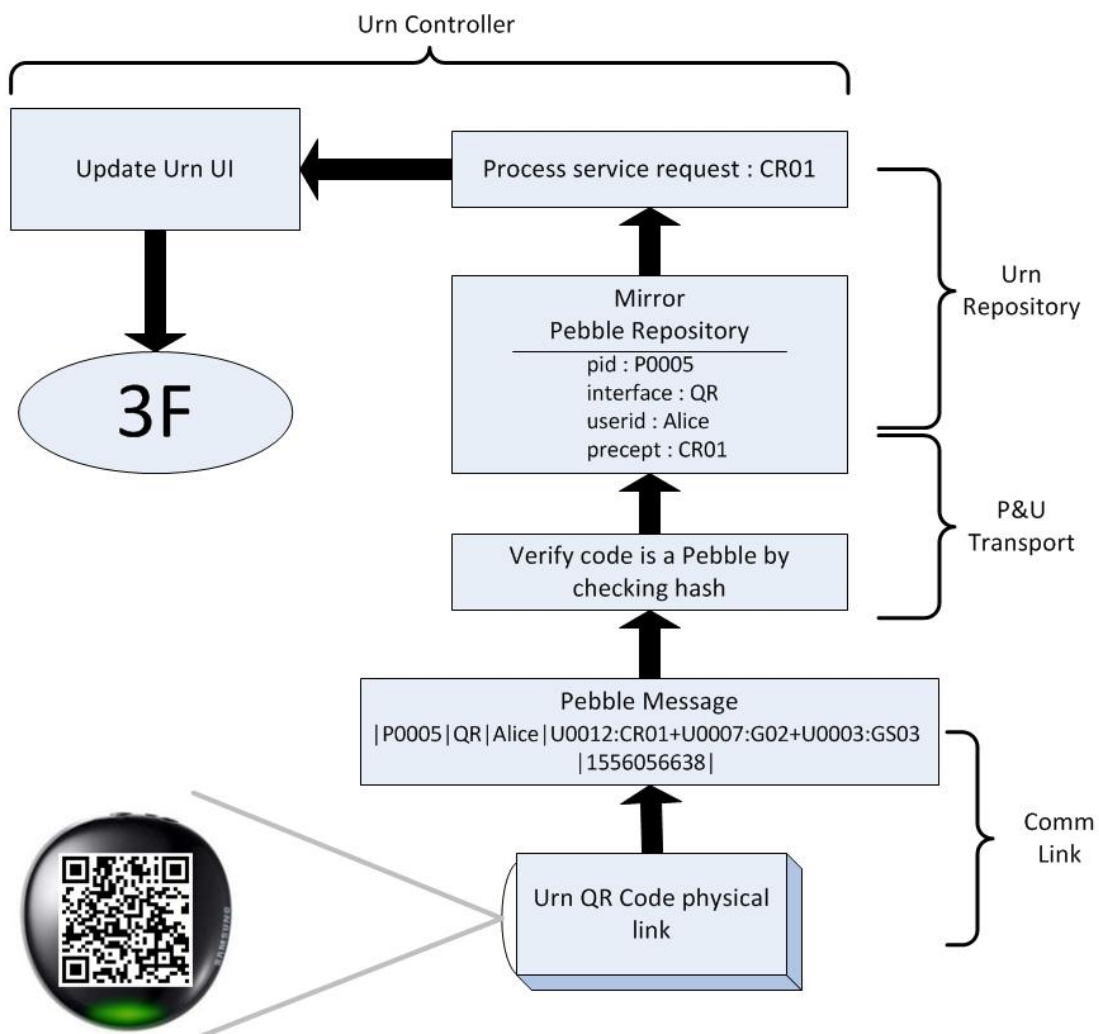 Urn Controller
Update Urn UI
Process service request : CR01
3F
Mirror
Pebble Repository
pid : P0005
interface : QR
userid : Alice
precept : CR01
Urn
Repository
Verify code is a Pebble by
checking hash
P&U
Transport
Pebble Message
|P0005|QR|Alice|U0012:CR01+U0007:G02+U0003:GS03
|1556056638|
Urn QR Code physical
link
Comm
Link
SAMSUNG